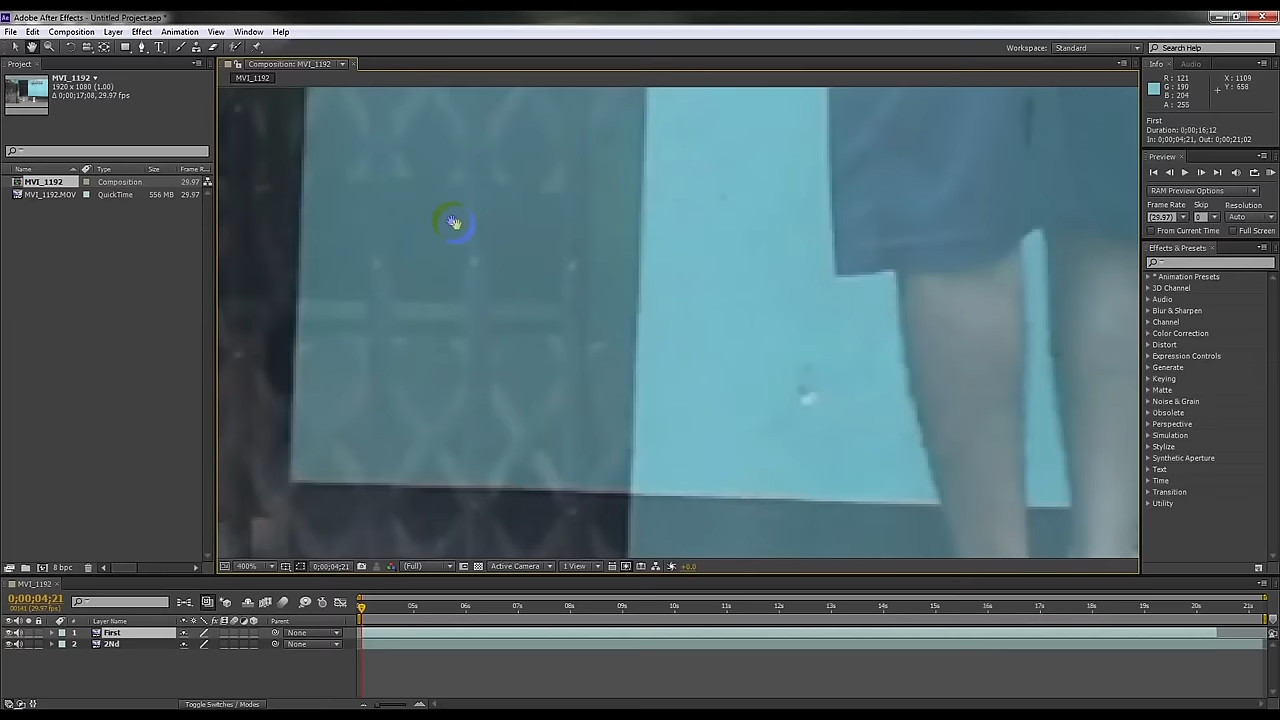 Adobe After Effects - Untitled Project.aep *
File Edit Composition Layer Effect Animation View Window Help
Workspace: Standard
Search Help
Project
MVI_1192
1920 x 1080 (1.00)
Δ 0;00;17;08, 29.97 fps
Name Type Size Frame R...
MVI_1192 Composition 29.97
MVI_1192.MOV QuickTime 556 MB 29.97
8 bpc
Composition: MVI_1192
MVI_1192
400% 0;00;04;21 (Full) Active Camera 1 View +0.0
Info Audio
R : 121
G : 190
B : 204
A : 255
X : 1109
Y : 658
First
Duration: 0;00;16;12
In: 0;00;04;21, Out: 0;00;21;02
Preview
RAM Preview Options
Frame Rate Skip Resolution
(29.97) 0 Auto
From Current Time Full Screen
Effects & Presets
* Animation Presets
3D Channel
Audio
Blur & Sharpen
Channel
Color Correction
Distort
Expression Controls
Generate
Keying
Matte
Noise & Grain
Obsolete
Perspective
Simulation
Stylize
Synthetic Aperture
Text
Time
Transition
Utility
MVI_1192
0;00;04;21
00141 (29.97 fps)
# Layer Name Parent
1 First None
2 2Nd None
05s 06s 07s 08s 09s 10s 11s 12s 13s 14s 15s 16s 17s 18s 19s 20s 21s
Toggle Switches / Modes